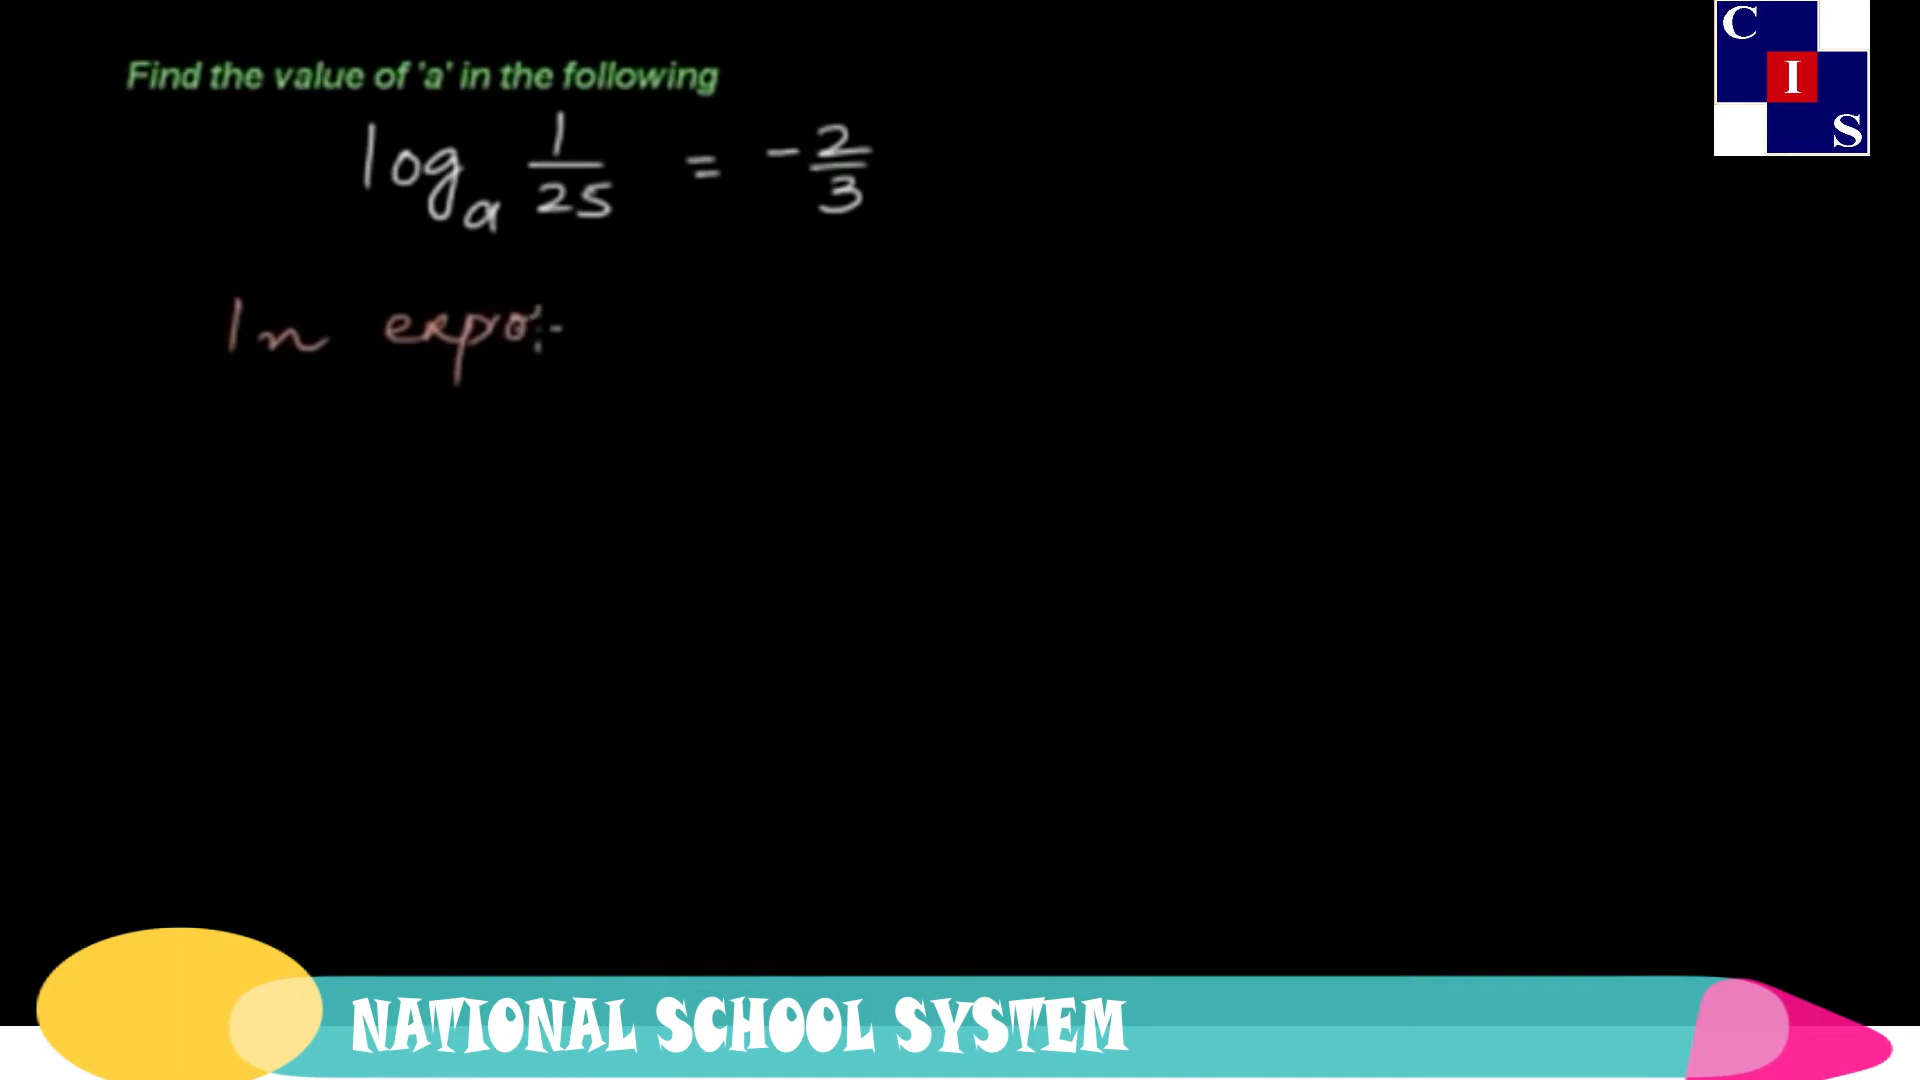 Find the value of 'a' in the following
log_a 1/25 = -2/3
In expo
C
I
S
NATIONAL SCHOOL SYSTEM